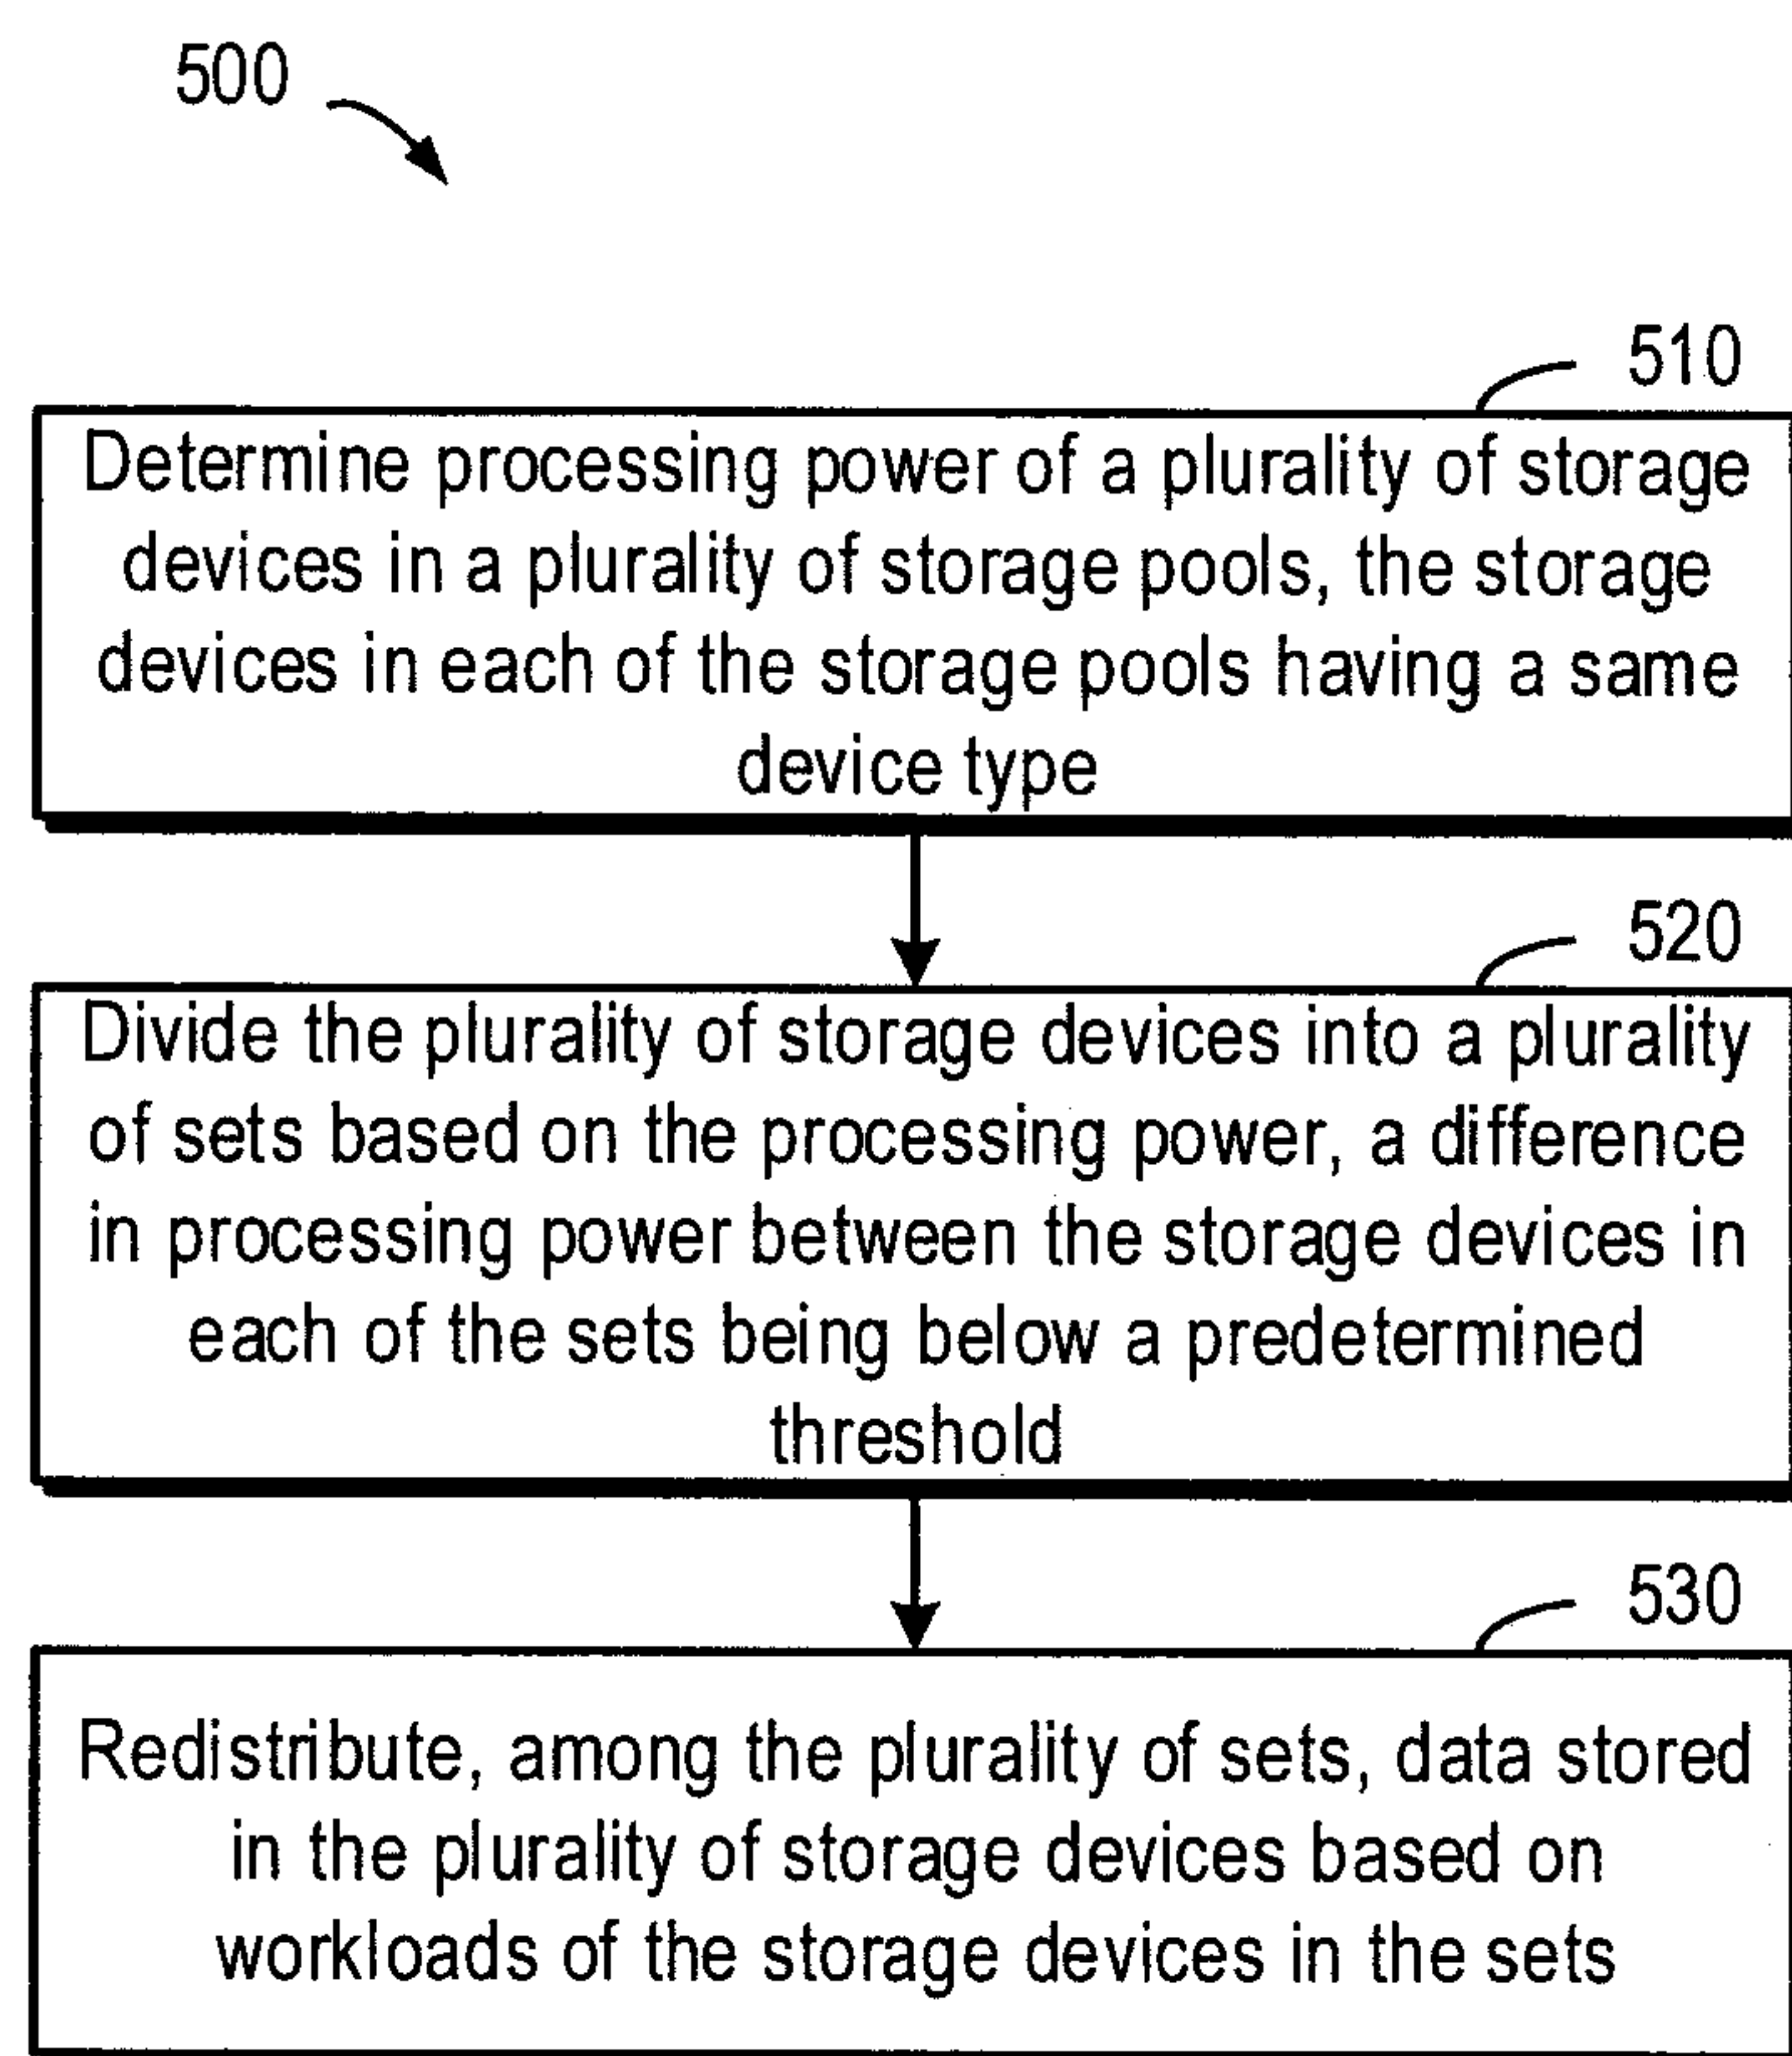 500
510
Determine processing power of a plurality of storage
devices in a plurality of storage pools, the storage
devices in each of the storage pools having a same
device type
520
Divide the plurality of storage devices into a plurality
of sets based on the processing power, a difference
in processing power between the storage devices in
each of the sets being below a predetermined
threshold
530
Redistribute, among the plurality of sets, data stored
in the plurality of storage devices based on
workloads of the storage devices in the sets